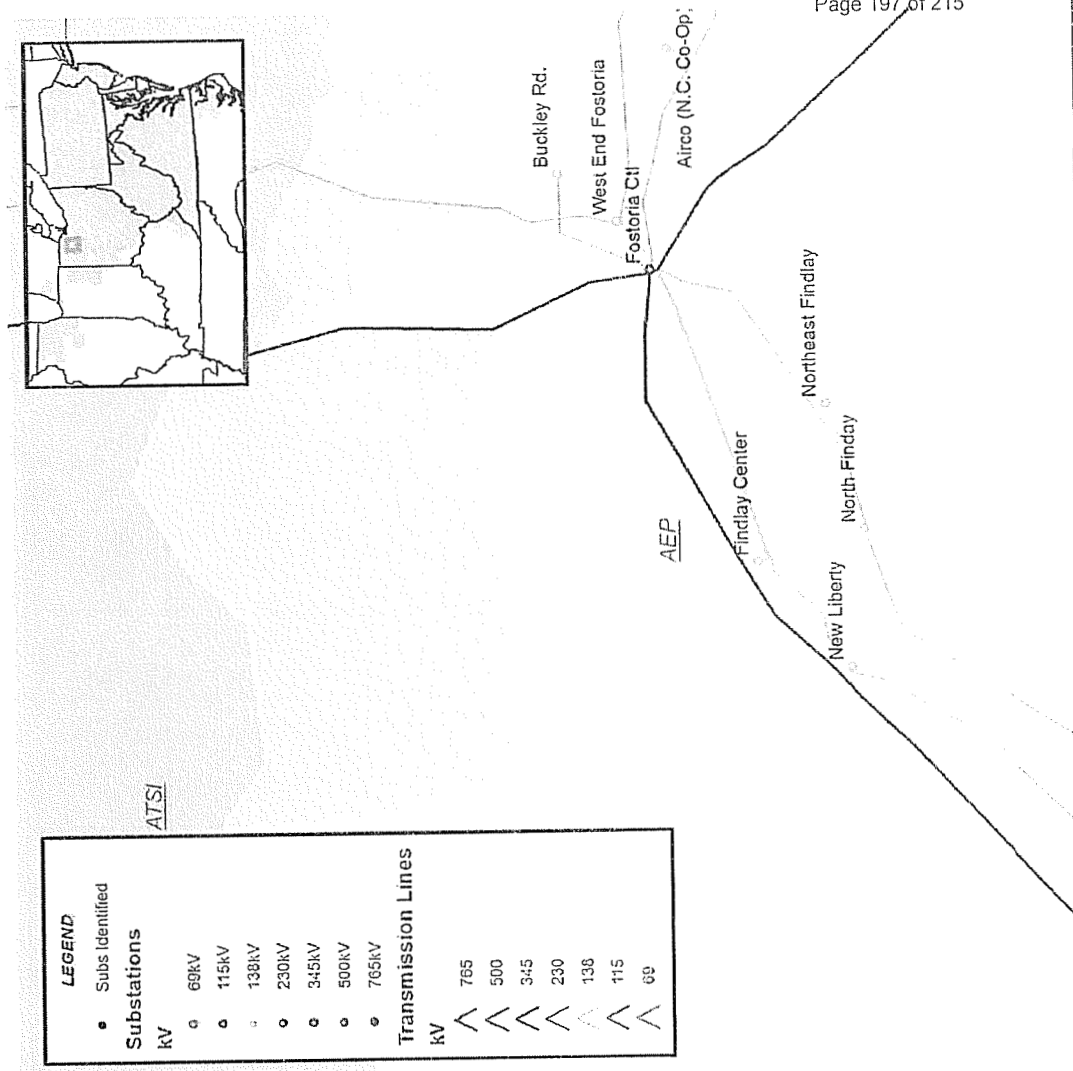 Page 197 of 215
LEGEND
Subs Identified
Substations
kV
69kV
115kV
138kV
230kV
345kV
500kV
765kV
Transmission Lines
kV
765
500
345
230
138
115
69
ATSI
AEP
Buckley Rd.
West End Fostoria
Fostoria Ctl
Airco (N.C. Co-Op)
Northeast Findlay
Findlay Center
North Finday
New Liberty